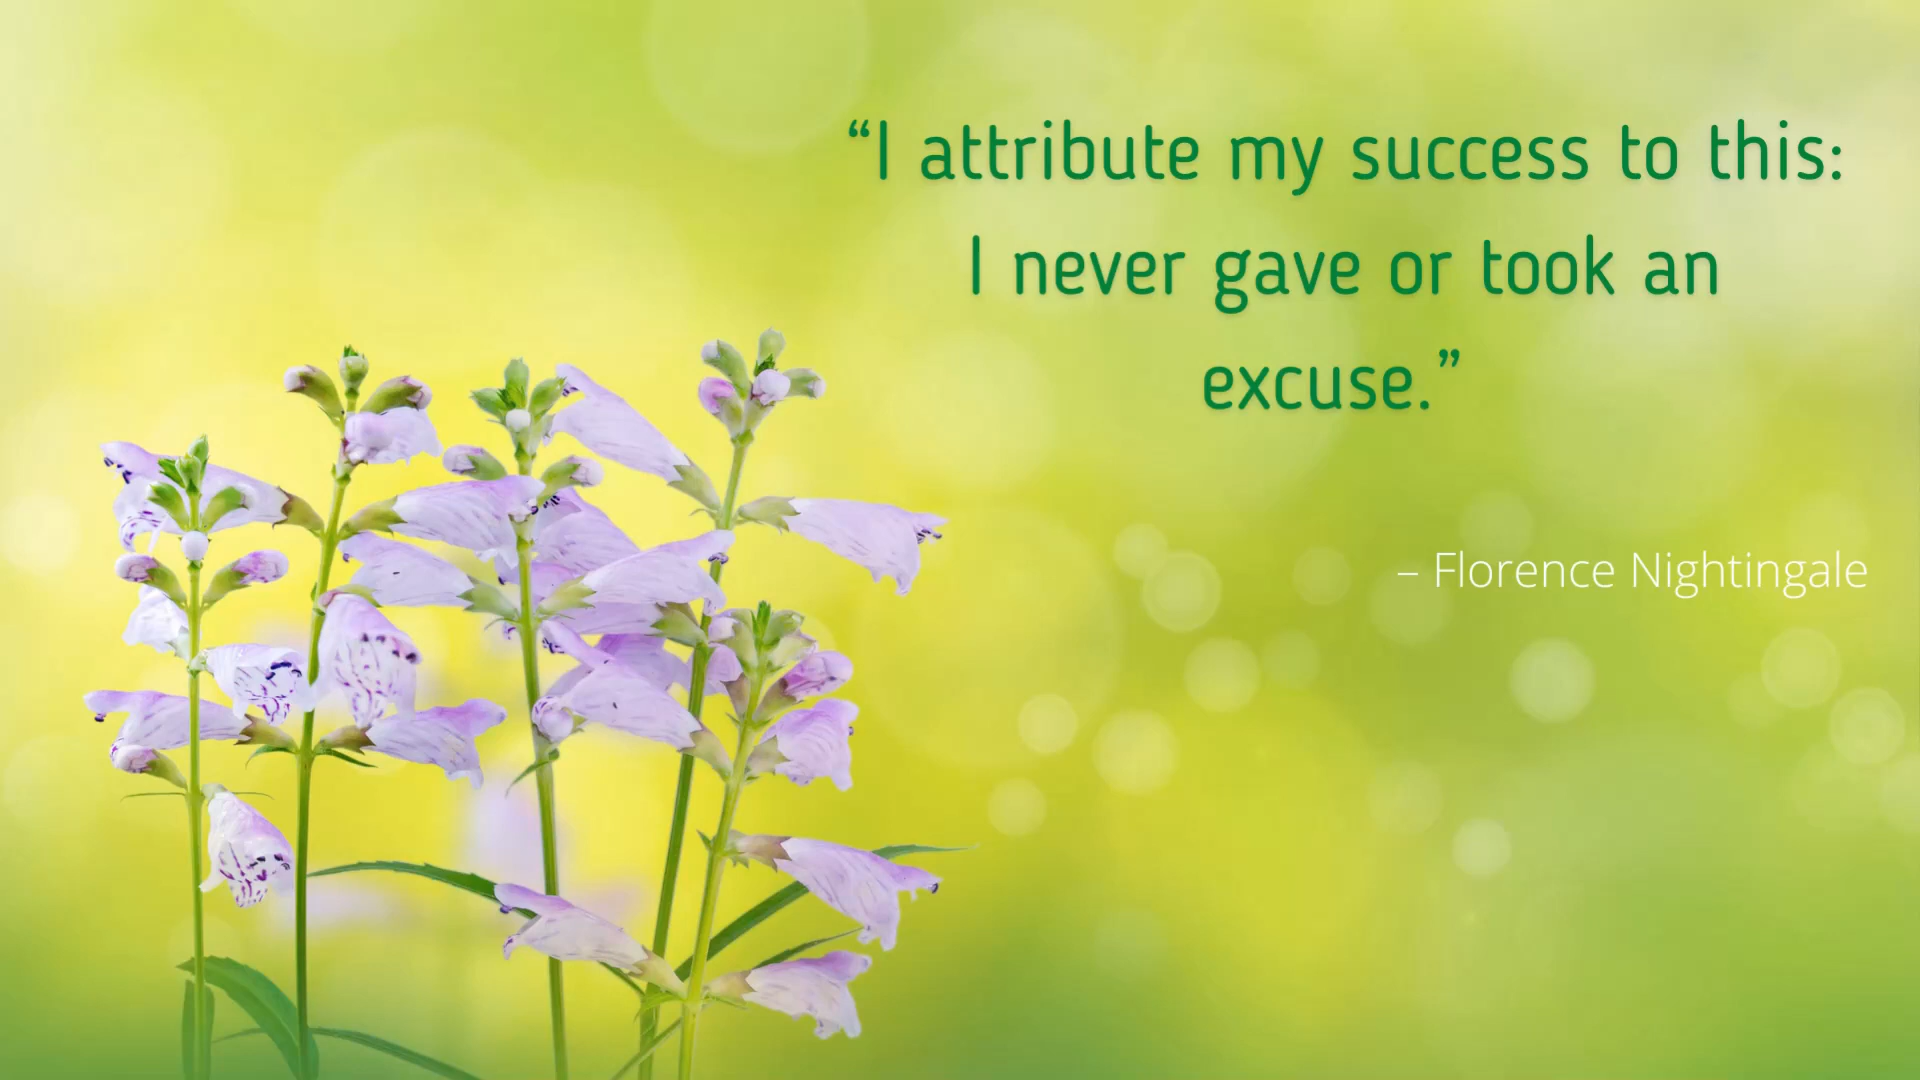 “I attribute my success to this:
I never gave or took an
excuse.”
– Florence Nightingale